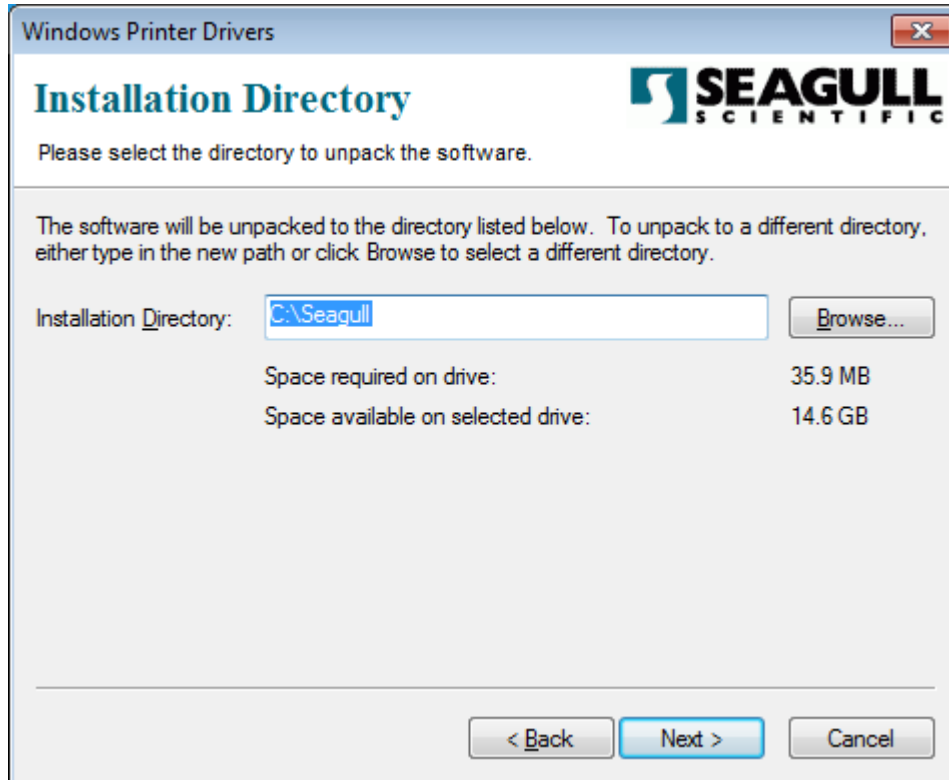 Windows Printer Drivers
Installation Directory
SEAGULL
SCIENTIFIC
Please select the directory to unpack the software.
The software will be unpacked to the directory listed below.  To unpack to a different directory,
either type in the new path or click Browse to select a different directory.
Installation Directory: C:\Seagull Browse...
Space required on drive: 35.9 MB
Space available on selected drive: 14.6 GB
< Back Next > Cancel